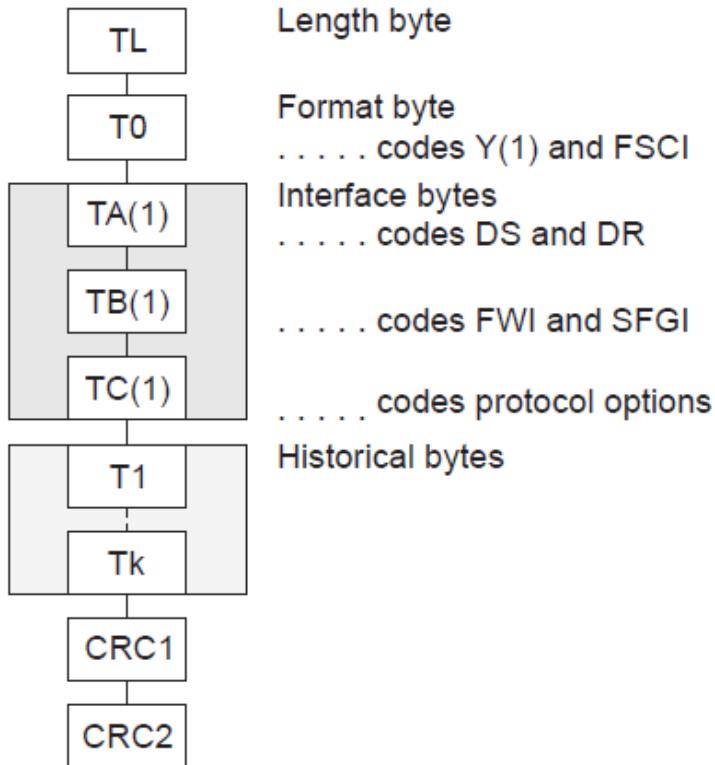 TL Length byte
T0 Format byte
. . . . . codes Y(1) and FSCI
TA(1) Interface bytes
. . . . . codes DS and DR
TB(1) . . . . . codes FWI and SFGI
TC(1) . . . . . codes protocol options
T1 Historical bytes
Tk
CRC1
CRC2